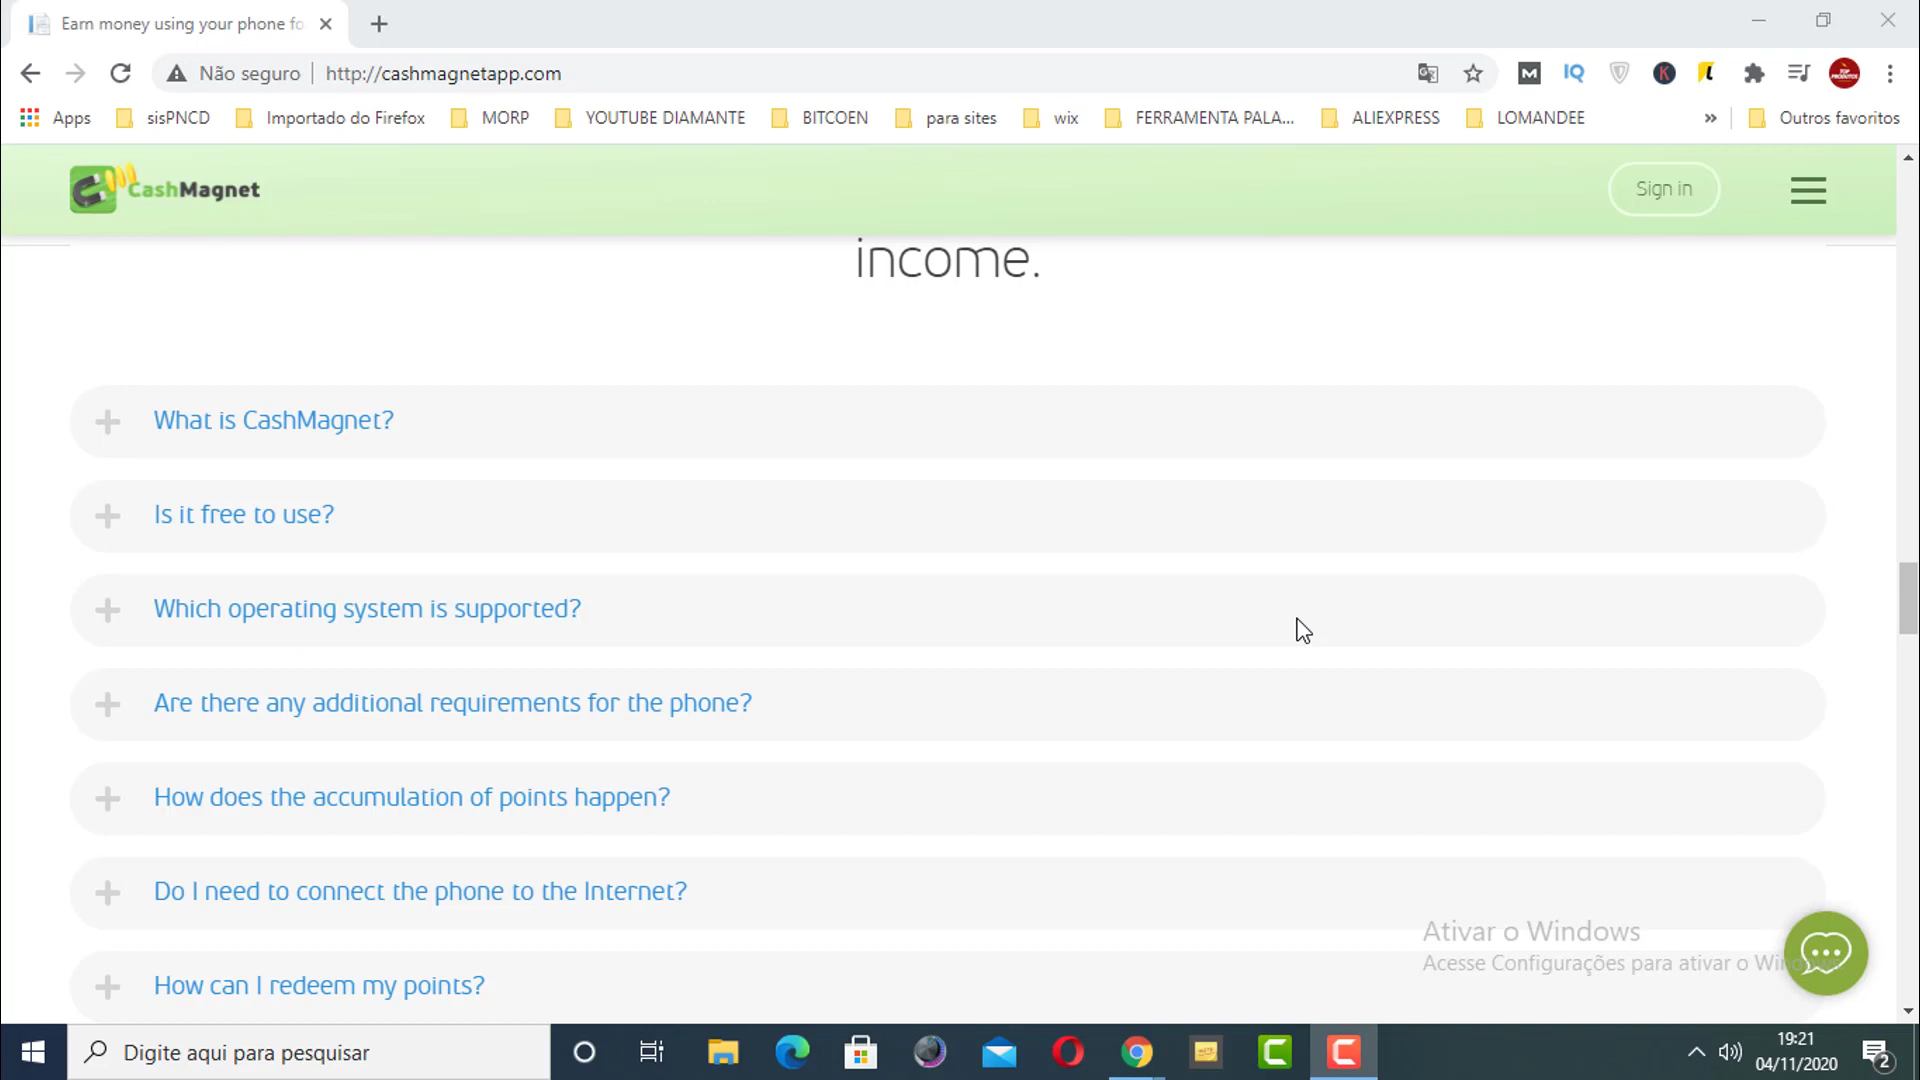 Earn money using your phone fo
Não seguro
http://cashmagnetapp.com
Apps
sisPNCD
Importado do Firefox
MORP
YOUTUBE DIAMANTE
BITCOEN
para sites
wix
FERRAMENTA PALA...
ALIEXPRESS
LOMANDEE
»
Outros favoritos
CashMagnet
Sign in
income.
What is CashMagnet?
Is it free to use?
Which operating system is supported?
Are there any additional requirements for the phone?
How does the accumulation of points happen?
Do I need to connect the phone to the Internet?
How can I redeem my points?
Ativar o Windows
Acesse Configurações para ativar o Windows.
Digite aqui para pesquisar
19:21
04/11/2020
2